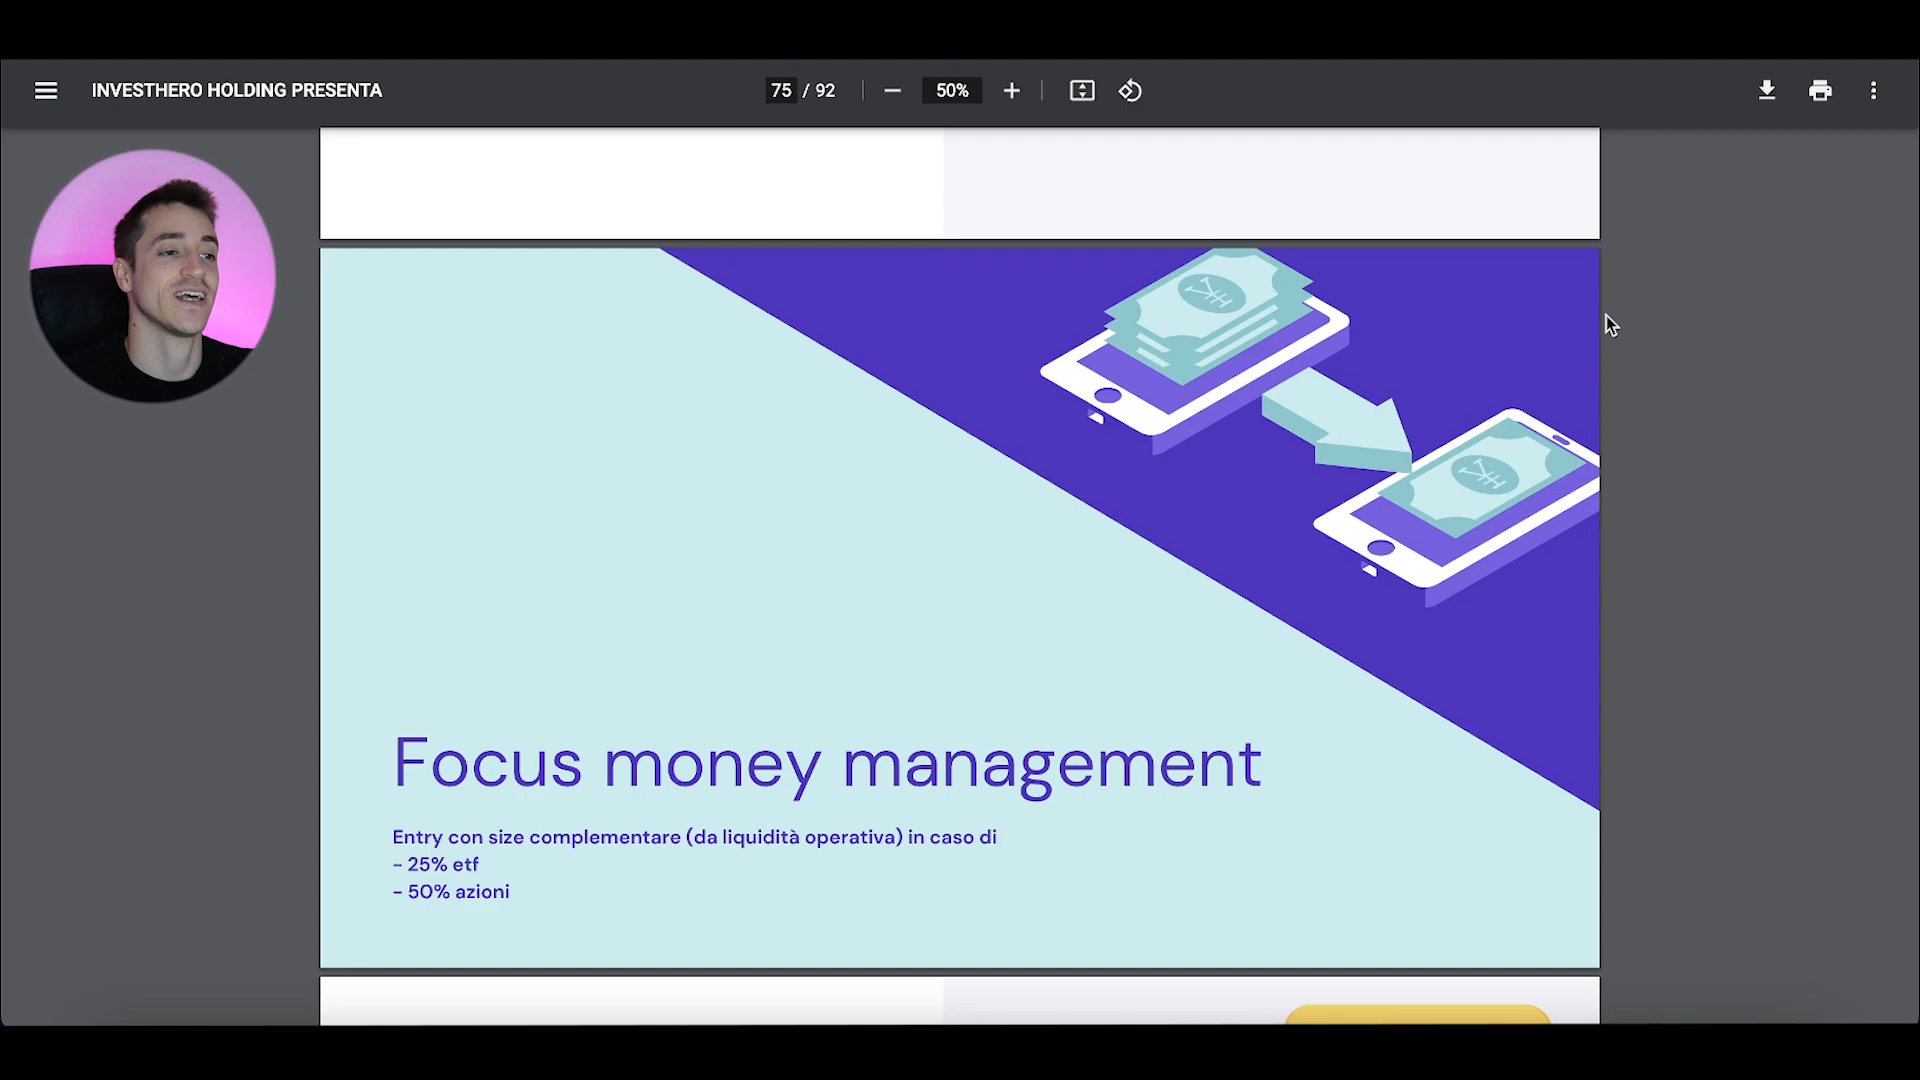 INVESTHERO HOLDING PRESENTA
75 / 92
50%
Focus money management
Entry con size complementare (da liquidità operativa) in caso di
- 25% etf
- 50% azioni